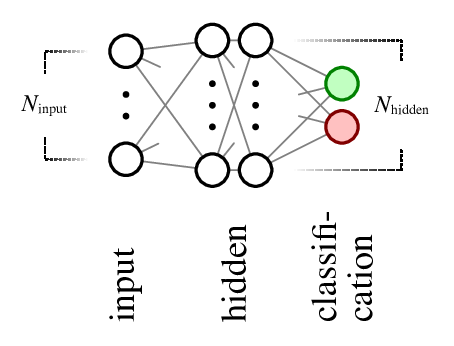 N_input
N_hidden
input
hidden
classifi-
cation